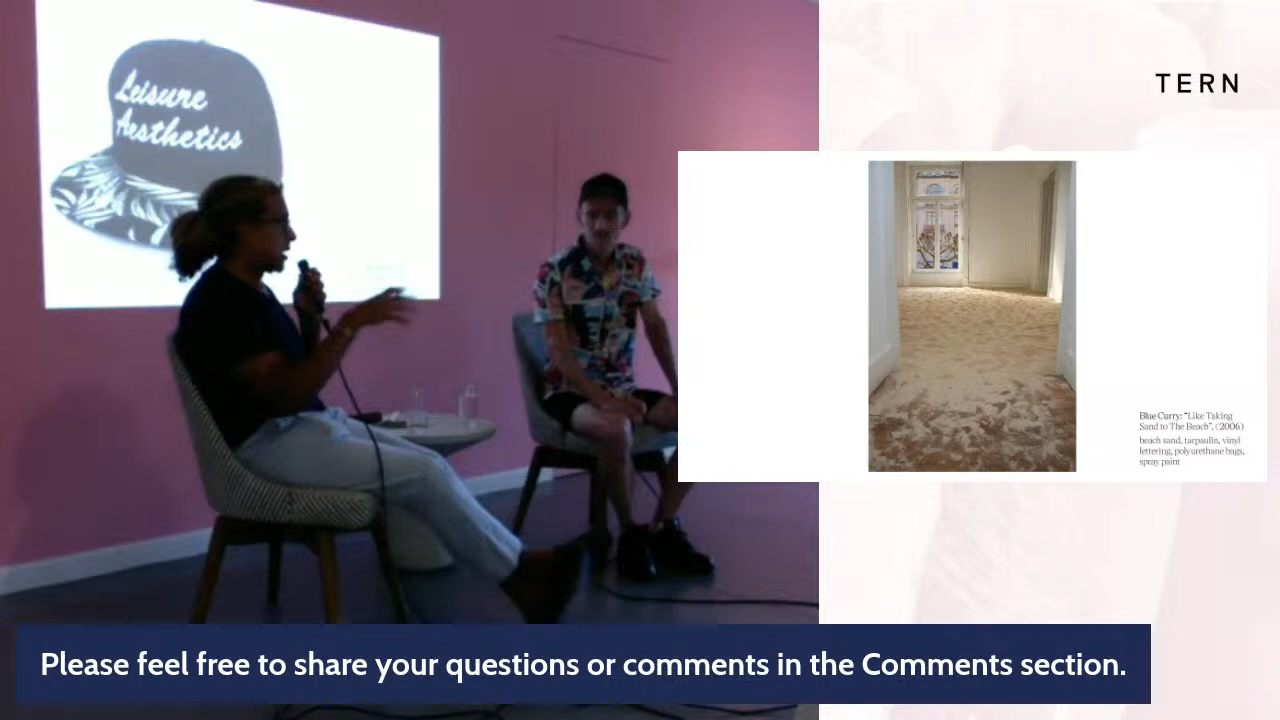 Leisure
Aesthetics
TERN
Blue Curry: "Like Taking
Sand to The Beach". (2006)
beach sand, tarpaulin, vinyl
lettering, polyurethane bags,
spray paint
Please feel free to share your questions or comments in the Comments section.